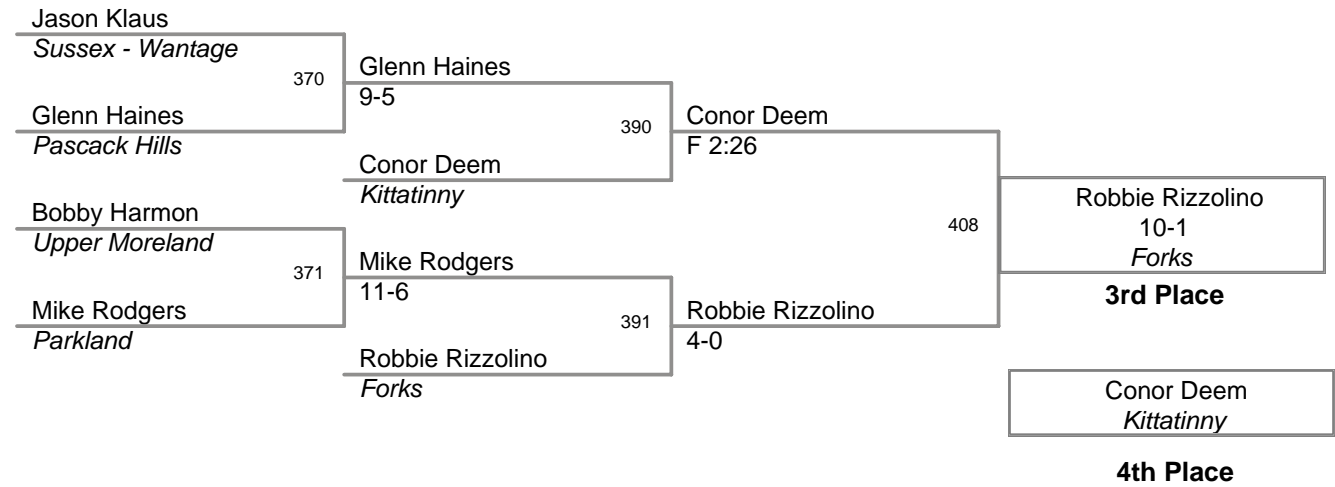 Jason Klaus
Sussex - Wantage
370
Glenn Haines
9-5
Glenn Haines
Pascack Hills
390
Conor Deem
F 2:26
Conor Deem
Kittatinny
Bobby Harmon
Upper Moreland
371
Mike Rodgers
11-6
Mike Rodgers
Parkland
391
Robbie Rizzolino
4-0
Robbie Rizzolino
Forks
408
Robbie Rizzolino
10-1
Forks
3rd Place
Conor Deem
Kittatinny
4th Place